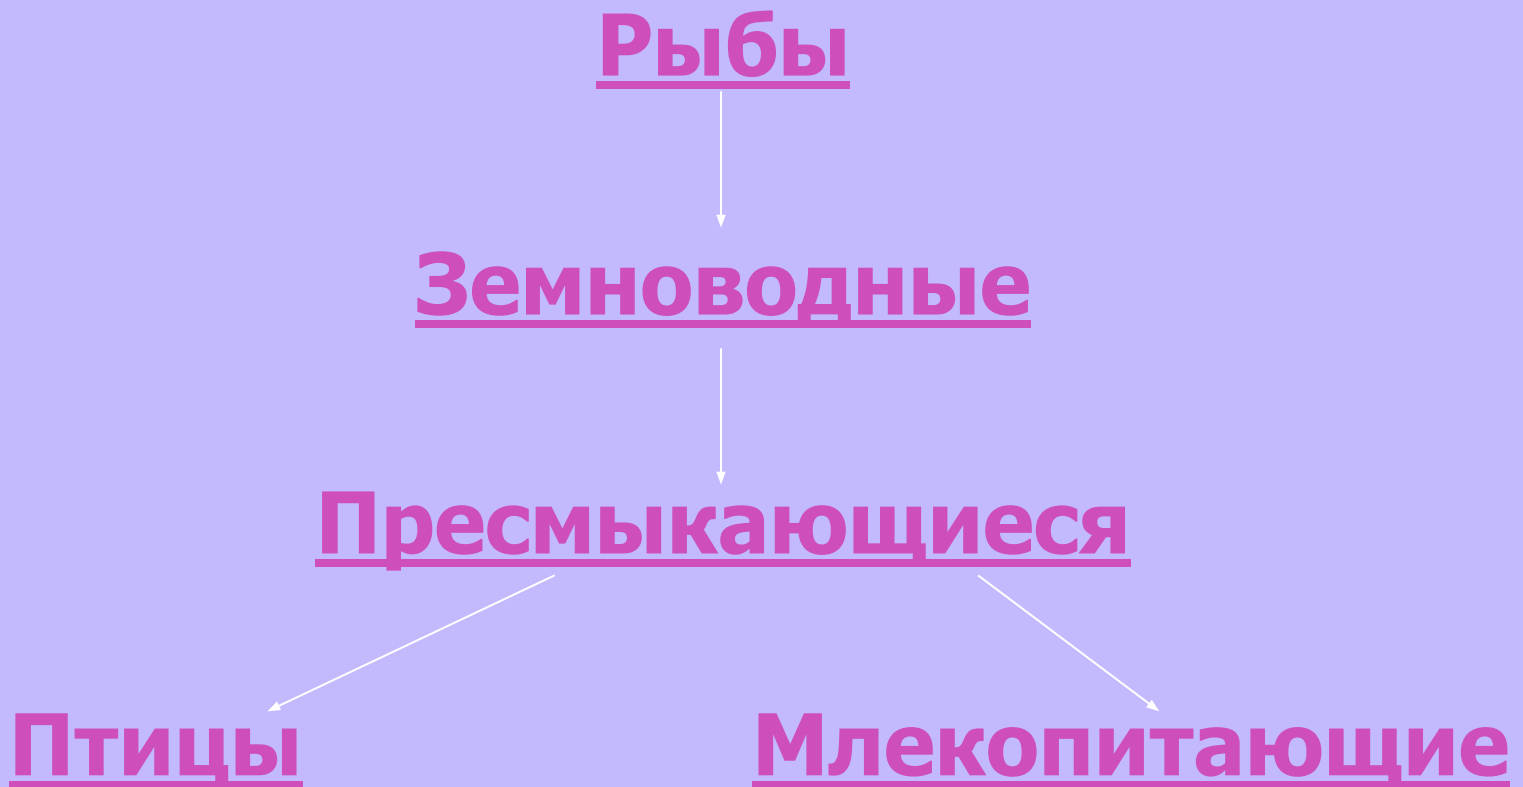 Рыбы
Земноводные
Пресмыкающиеся
Птицы
Млекопитающие